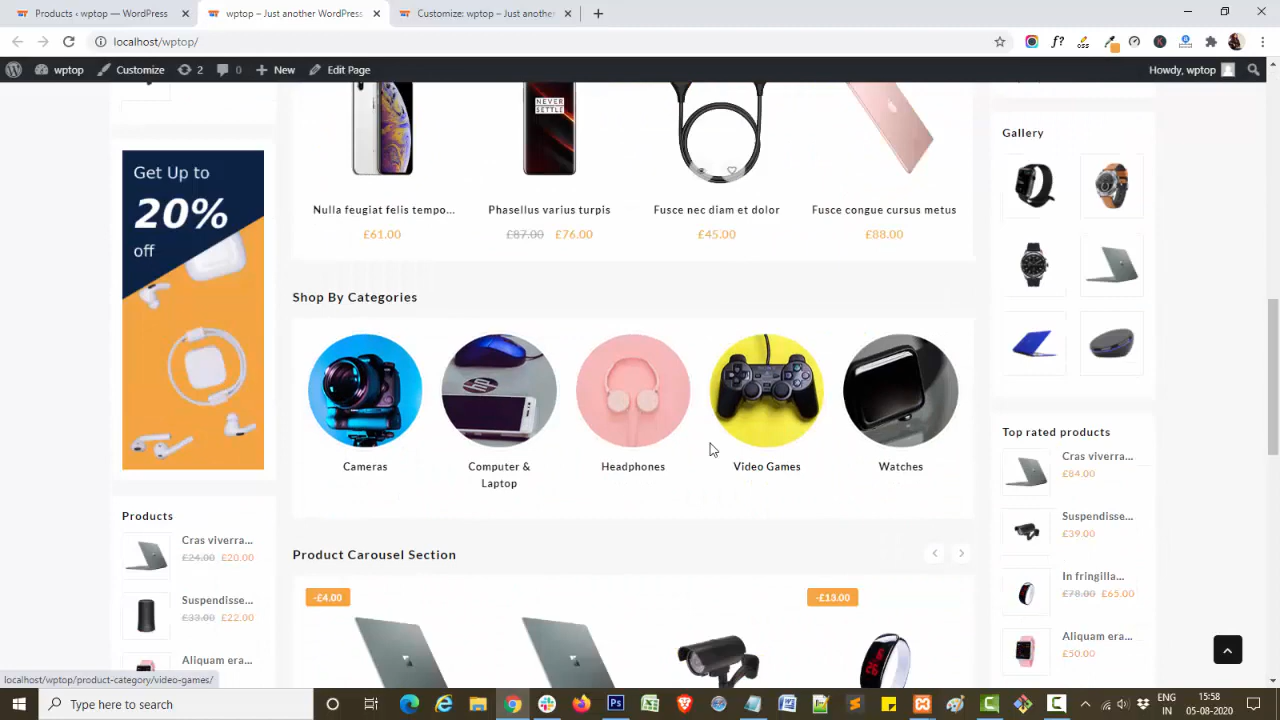 Products ‹ wptop — WordPress
wptop – Just another WordPress
Customize: wptop – Just another
localhost/wptop/
wptop
Customize
2
0
New
Edit Page
Howdy, wptop
Get Up to
20%
off
NEVER
SETTLE
Nulla feugiat felis tempo...
£61.00
Phasellus varius turpis
£87.00 £76.00
Fusce nec diam et dolor
£45.00
Fusce congue cursus metus
£88.00
Shop By Categories
Cameras
Computer &
Laptop
Headphones
Video Games
Watches
Product Carousel Section
-£4.00
-£13.00
Products
Cras viverra...
£24.00 £20.00
Suspendisse...
£33.00 £22.00
Aliquam era...
Gallery
Top rated products
Cras viverra...
£84.00
Suspendisse...
£39.00
In fringilla...
£78.00 £65.00
Aliquam era...
£50.00
localhost/wptop/product-category/video-games/
Type here to search
ENG
IN
15:58
05-08-2020